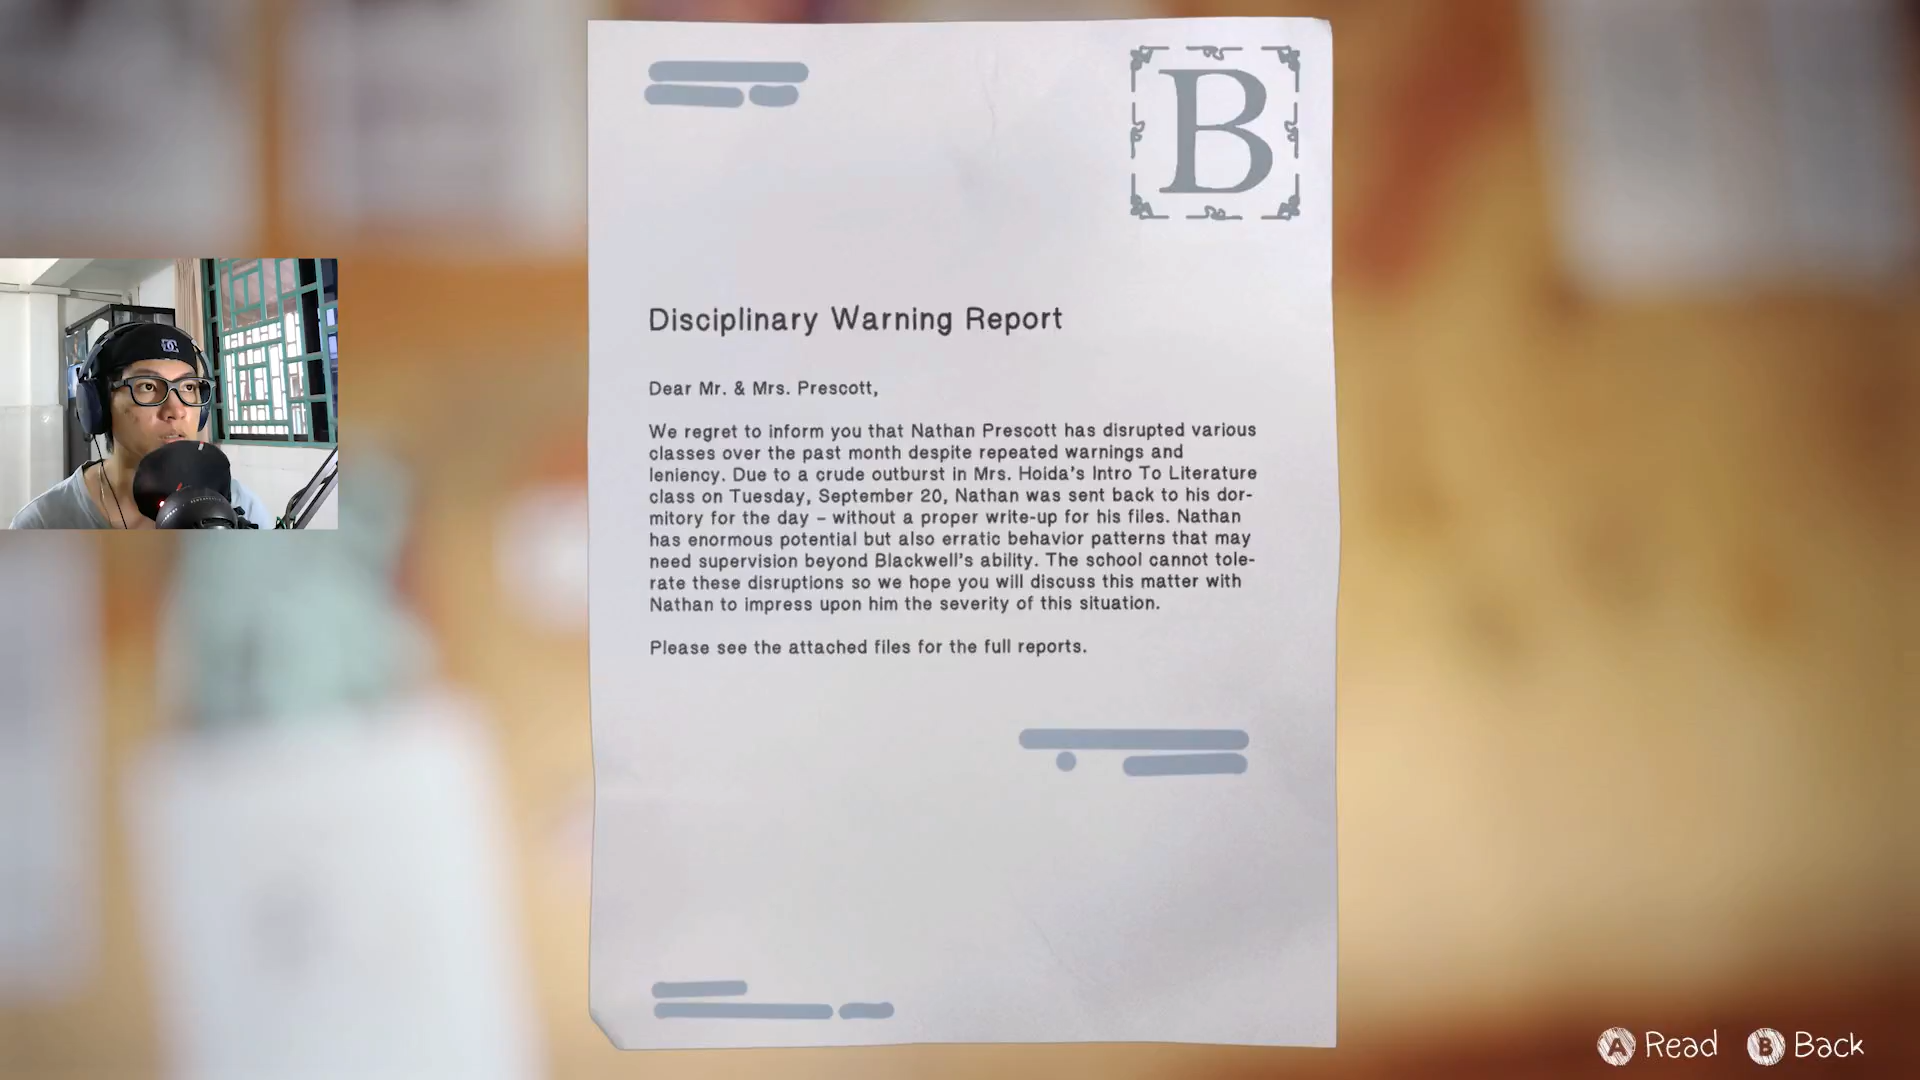 B
Disciplinary Warning Report
Dear Mr. & Mrs. Prescott,
We regret to inform you that Nathan Prescott has disrupted various
classes over the past month despite repeated warnings and
leniency. Due to a crude outburst in Mrs. Hoida's Intro To Literature
class on Tuesday, September 20, Nathan was sent back to his dor-
mitory for the day – without a proper write-up for his files. Nathan
has enormous potential but also erratic behavior patterns that may
need supervision beyond Blackwell's ability. The school cannot tole-
rate these disruptions so we hope you will discuss this matter with
Nathan to impress upon him the severity of this situation.
Please see the attached files for the full reports.
A Read B Back